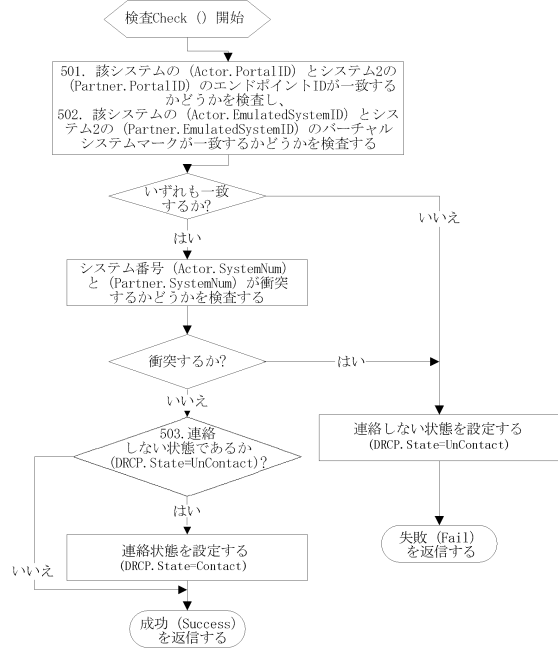 検査Check（）開始
501. 該システムの（Actor.PortalID）とシステム2の
（Partner.PortalID）のエンドポイントIDが一致する
かどうかを検査し、
502. 該システムの（Actor.EmulatedSystemID）とシス
テム2の（Partner.EmulatedSystemID）のバーチャル
システムマークが一致するかどうかを検査する
いずれも一致
するか?
いいえ
はい
システム番号（Actor.SystemNum）
と（Partner.SystemNum）が衝突
するかどうかを検査する
衝突するか?
はい
いいえ
503.連絡
しない状態であるか
（DRCP.State=UnContact）?
連絡しない状態を設定する
（DRCP.State=UnContact）
はい
失敗（Fail）
を返信する
連絡状態を設定する
（DRCP.State=Contact）
いいえ
成功（Success）
を返信する